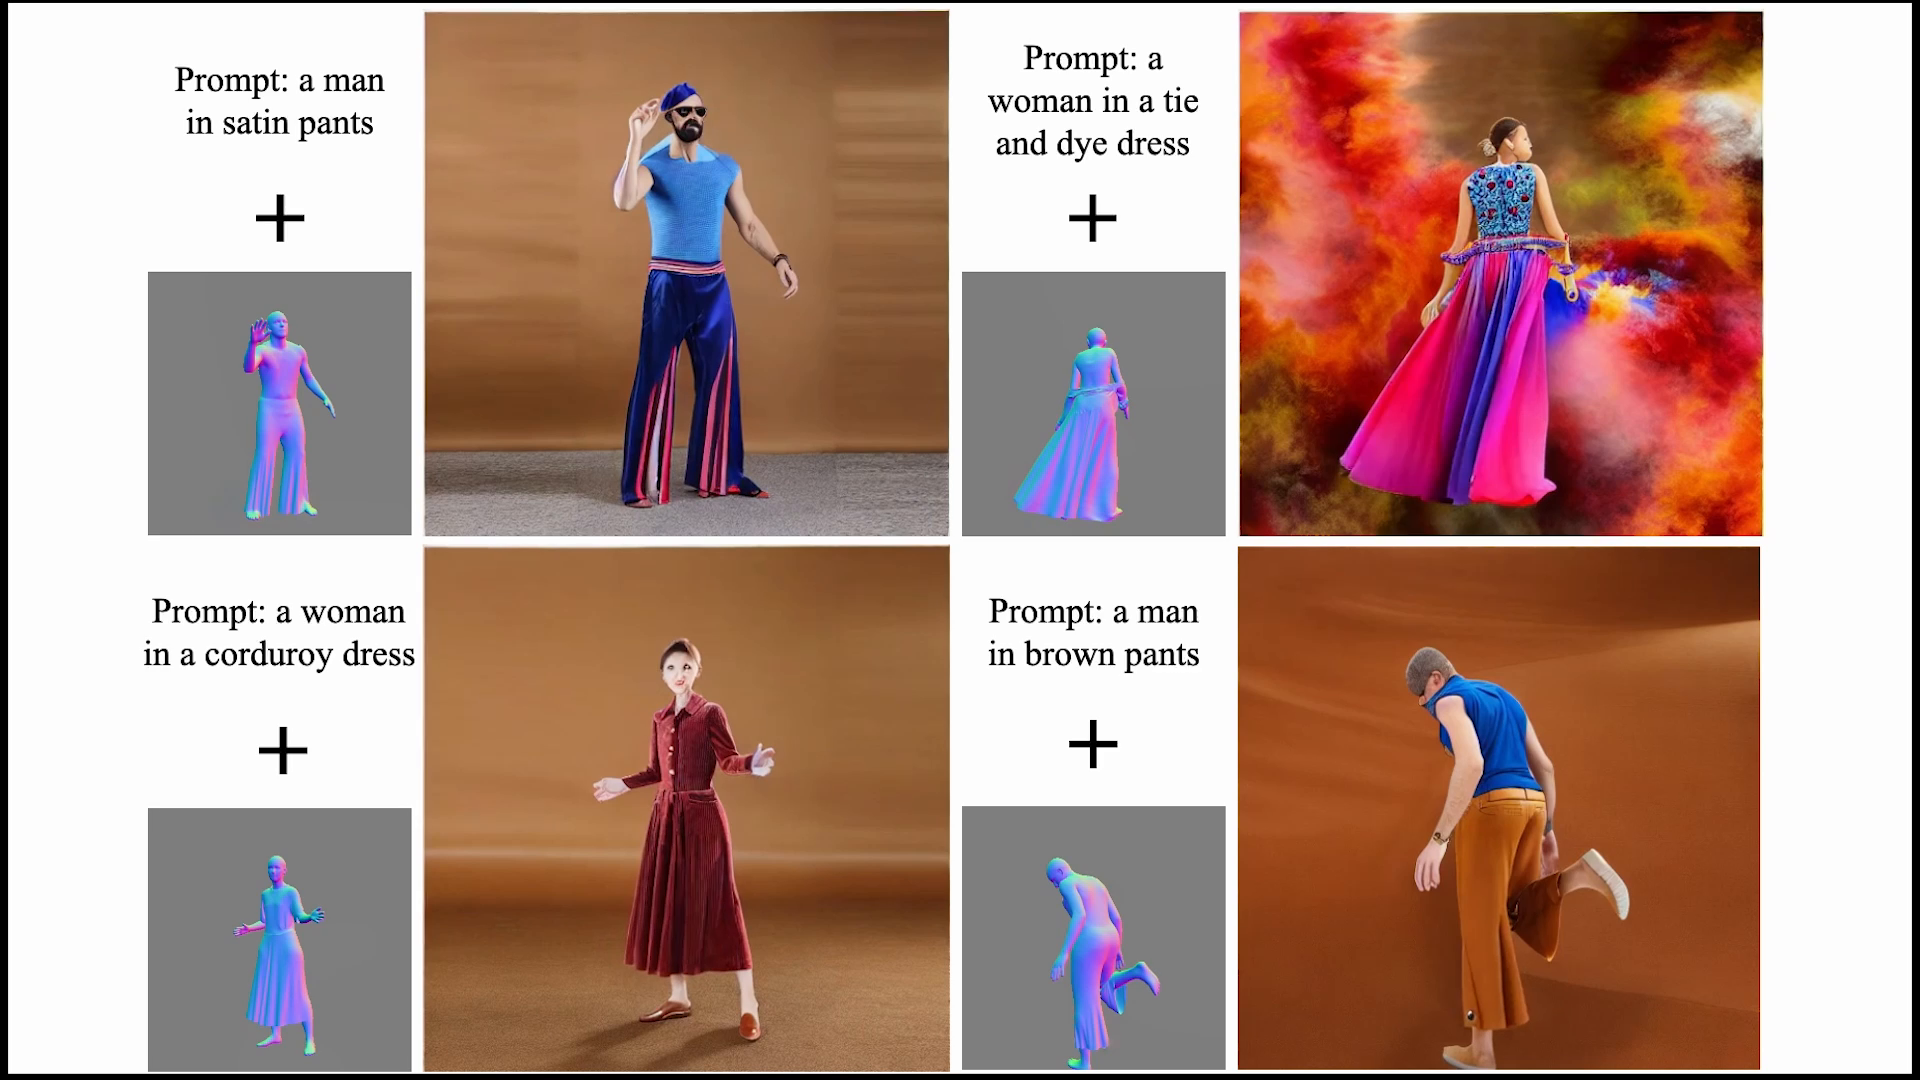 Prompt: a man
in satin pants
+
Prompt: a
woman in a tie
and dye dress
+
Prompt: a woman
in a corduroy dress
+
Prompt: a man
in brown pants
+